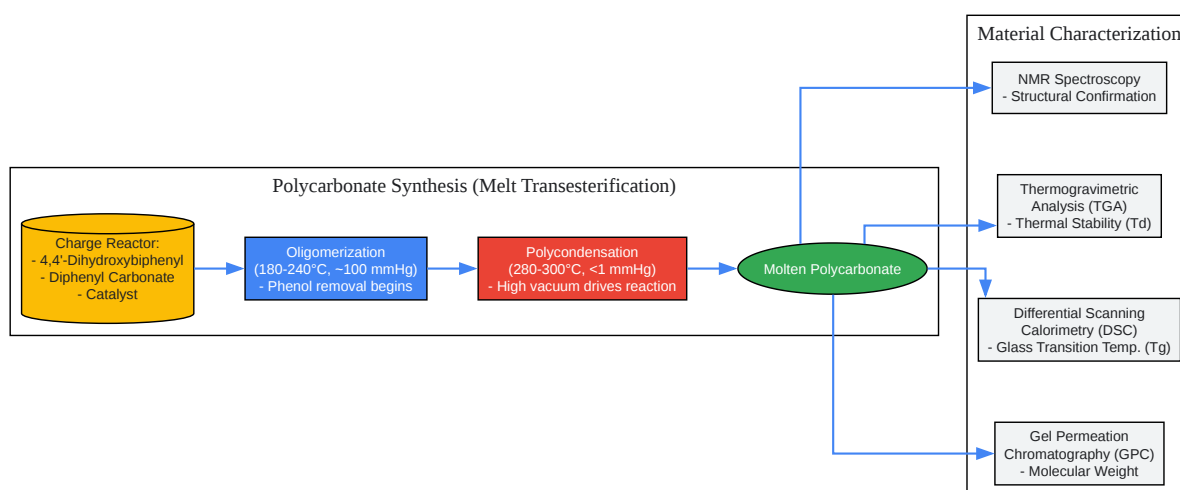 Material Characterization
NMR Spectroscopy
- Structural Confirmation
Polycarbonate Synthesis (Melt Transesterification)
Charge Reactor:
- 4,4'-Dihydroxybiphenyl
- Diphenyl Carbonate
- Catalyst
Oligomerization
(180-240°C, ~100 mmHg)
- Phenol removal begins
Polycondensation
(280-300°C, <1 mmHg)
- High vacuum drives reaction
Molten Polycarbonate
Thermogravimetric
Analysis (TGA)
- Thermal Stability (Td)
Differential Scanning
Calorimetry (DSC)
- Glass Transition Temp. (Tg)
Gel Permeation
Chromatography (GPC)
- Molecular Weight